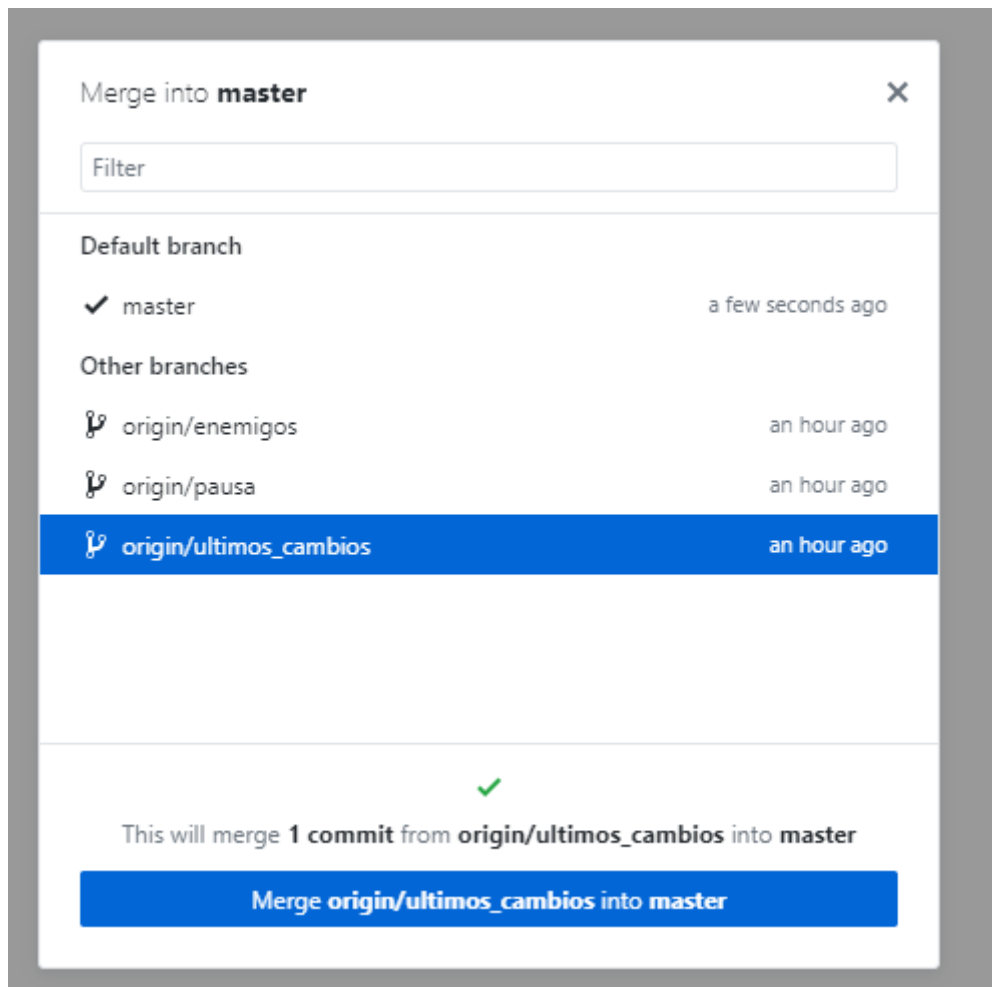 Merge into master
Filter
Default branch
master a few seconds ago
Other branches
origin/enemigos an hour ago
origin/pausa an hour ago
origin/ultimos_cambios an hour ago
This will merge 1 commit from origin/ultimos_cambios into master
Merge origin/ultimos_cambios into master